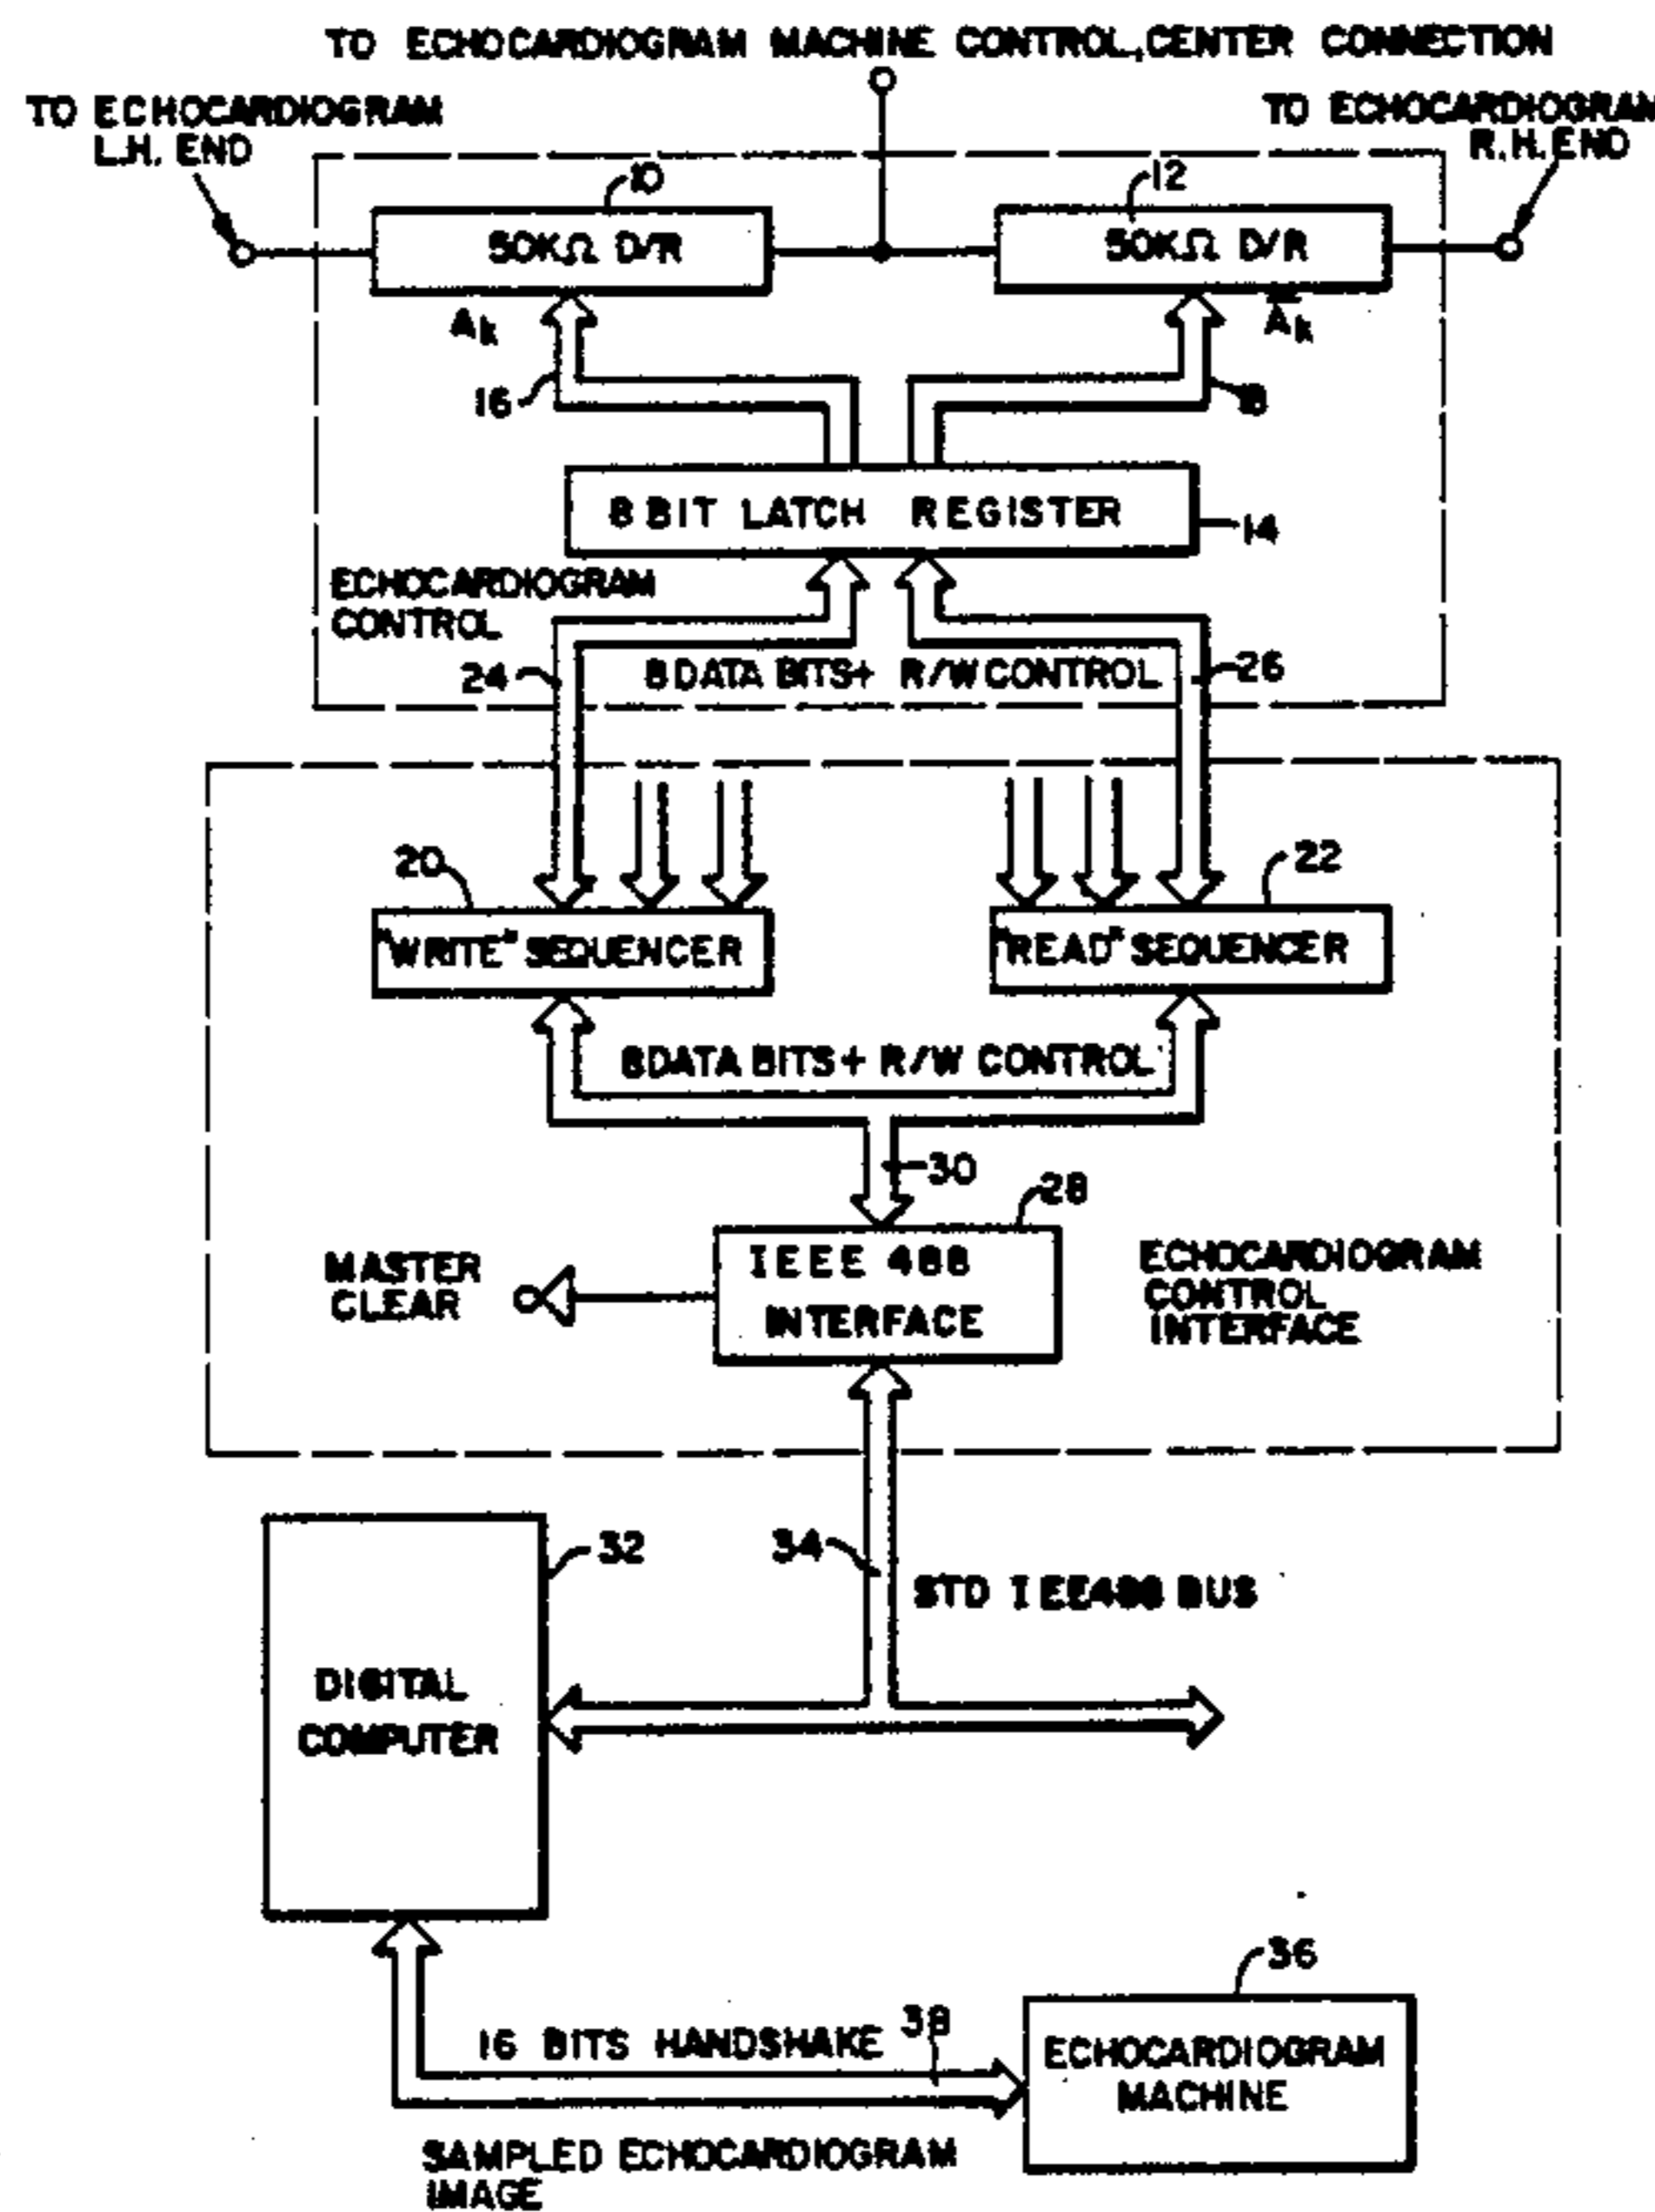 TO ECHOCARDIOGRAM MACHINE CONTROL, CENTER CONNECTION
TO ECHOCARDIOGRAM
L.H. END
TO ECHOCARDIOGRAM
R.H. END
10
12
50KΩ D/R
50KΩ D/R
Ak
A̅k
16
18
8 BIT LATCH REGISTER
14
ECHOCARDIOGRAM
CONTROL
24
8 DATA BITS + R/W CONTROL
26
20
22
"WRITE" SEQUENCER
"READ" SEQUENCER
8 DATA BITS + R/W CONTROL
30
28
MASTER
CLEAR
IEEE 488
INTERFACE
ECHOCARDIOGRAM
CONTROL
INTERFACE
32
34
STD IEEE488 BUS
DIGITAL
COMPUTER
36
16 BITS HANDSHAKE
38
ECHOCARDIOGRAM
MACHINE
SAMPLED ECHOCARDIOGRAM
IMAGE